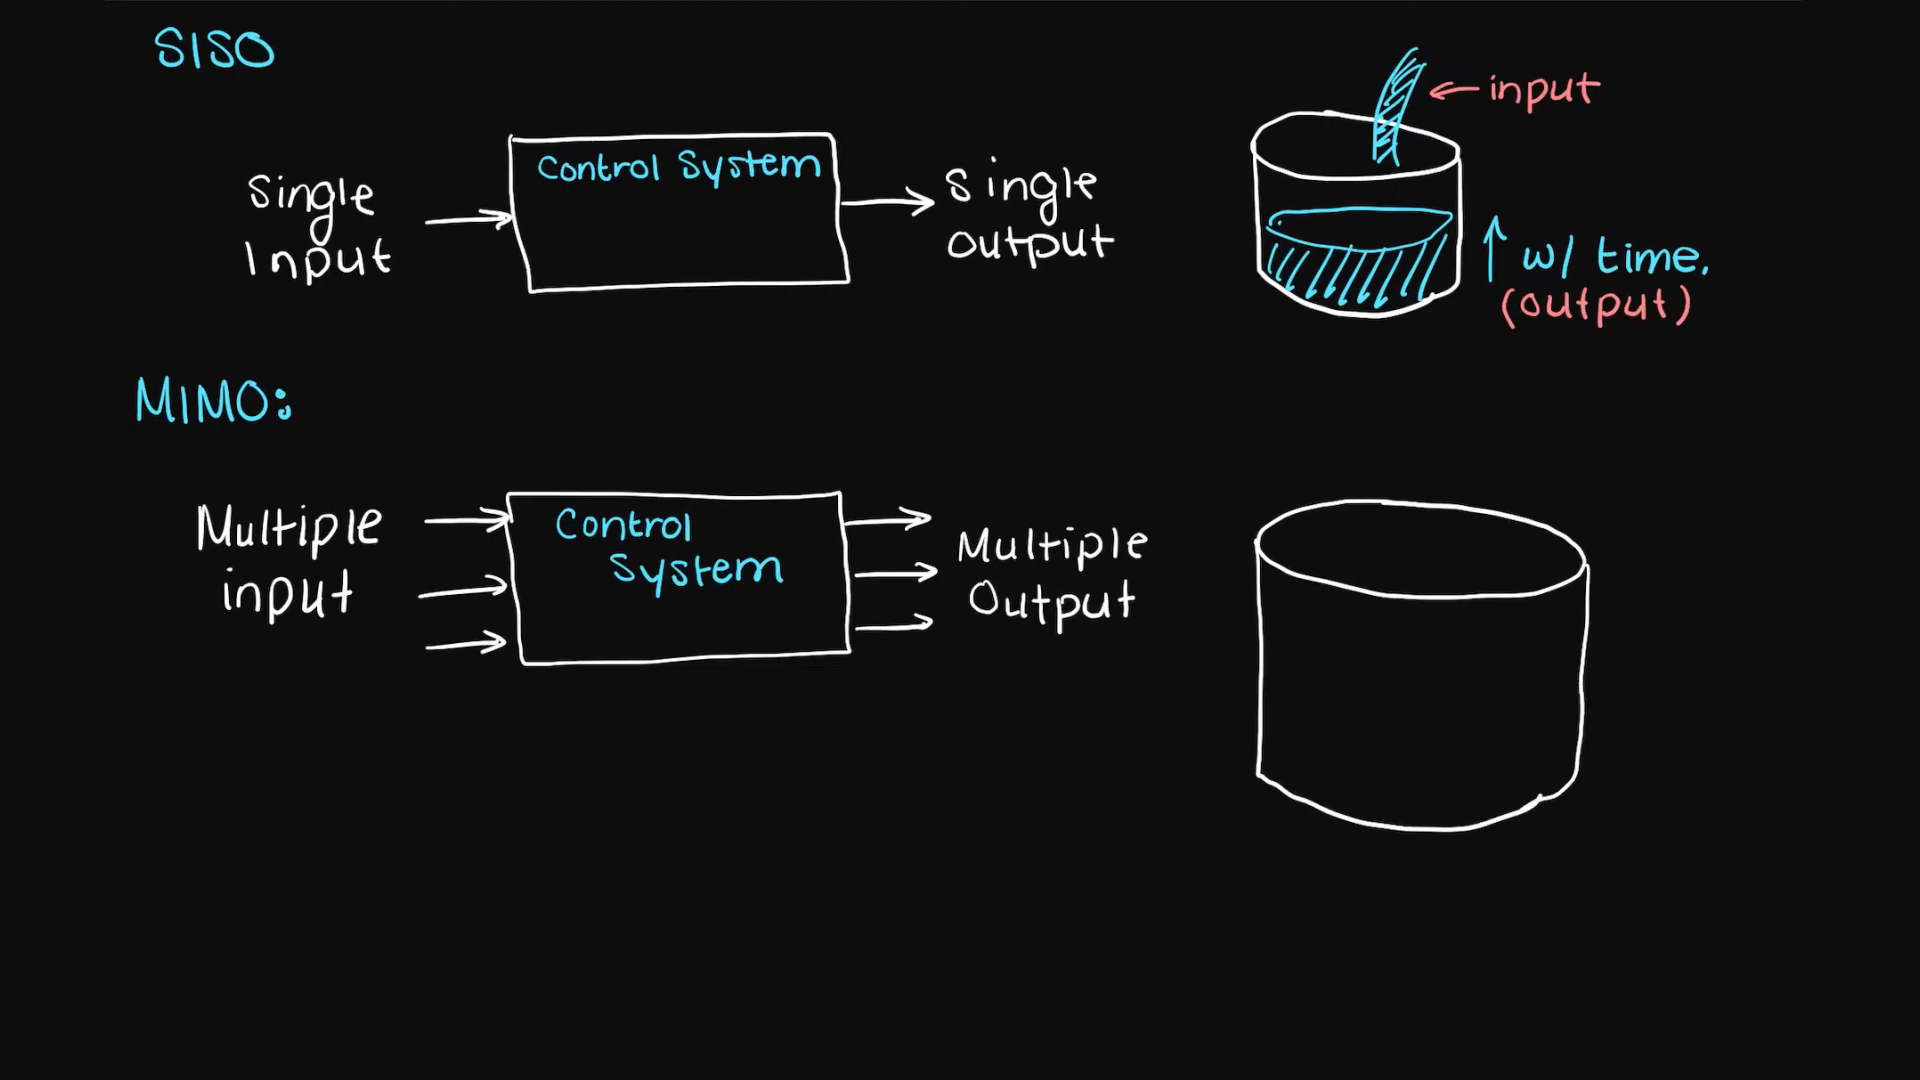 SISO
Single
Input
Control System
Single
Output
input
w/ time.
(output)
MIMO:
Multiple
input
Control
System
Multiple
Output